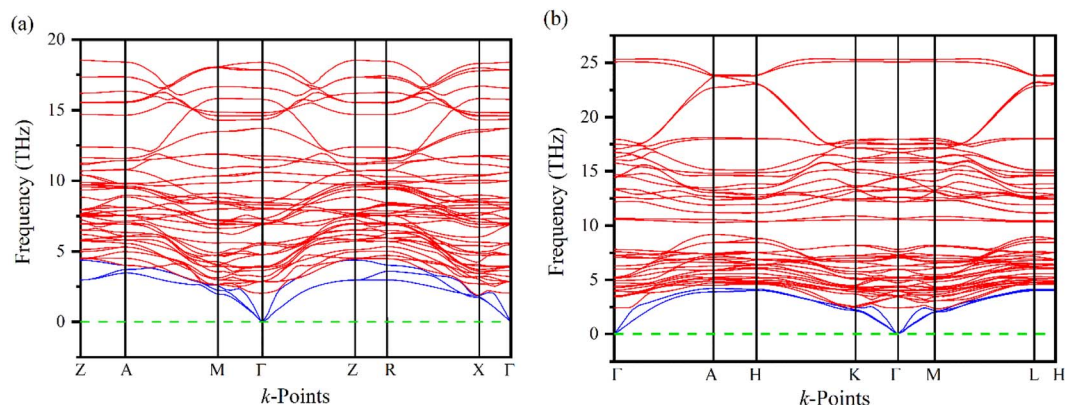 (a)
20
15
10
5
0
Frequency (THz)
Z A M Γ Z R X Γ
k-Points
(b)
25
20
15
10
5
0
Frequency (THz)
Γ A H K Γ M L H
k-Points